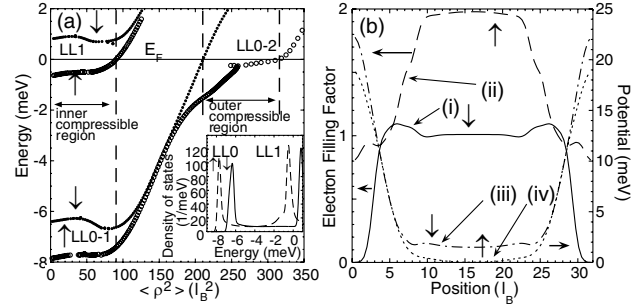 (a)
LL1
E_F
LL0-2
inner
compressible
region
outer
compressible
region
LL0-1
Energy (meV)
2
0
-2
-4
-6
-8
0 50 100 150 200 250 300 350
< ρ² > (l_B²)
Density of states
(1/meV)
120
100
80
60
40
20
LL0
LL1
-8 -6 -4 -2 0
Energy (meV)
(b)
(i)
(ii)
(iii)
(iv)
Electron Filling Factor
2
1
0
0 5 10 15 20 25 30
Position (l_B)
Potential (meV)
25
20
15
10
5
0